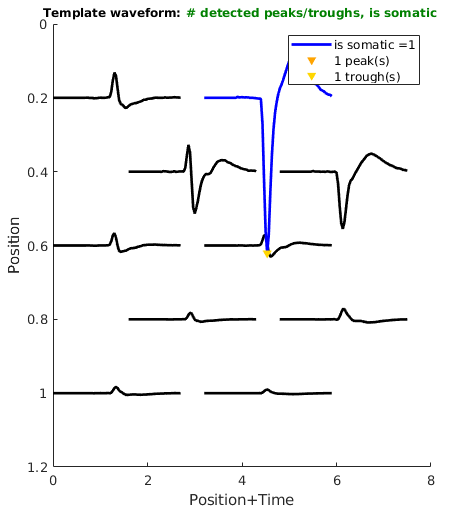 Template waveform: # detected peaks/troughs, is somatic
is somatic =1
1 peak(s)
1 trough(s)
0
0.2
0.4
0.6
0.8
1
1.2
Position
0 2 4 6 8
Position+Time